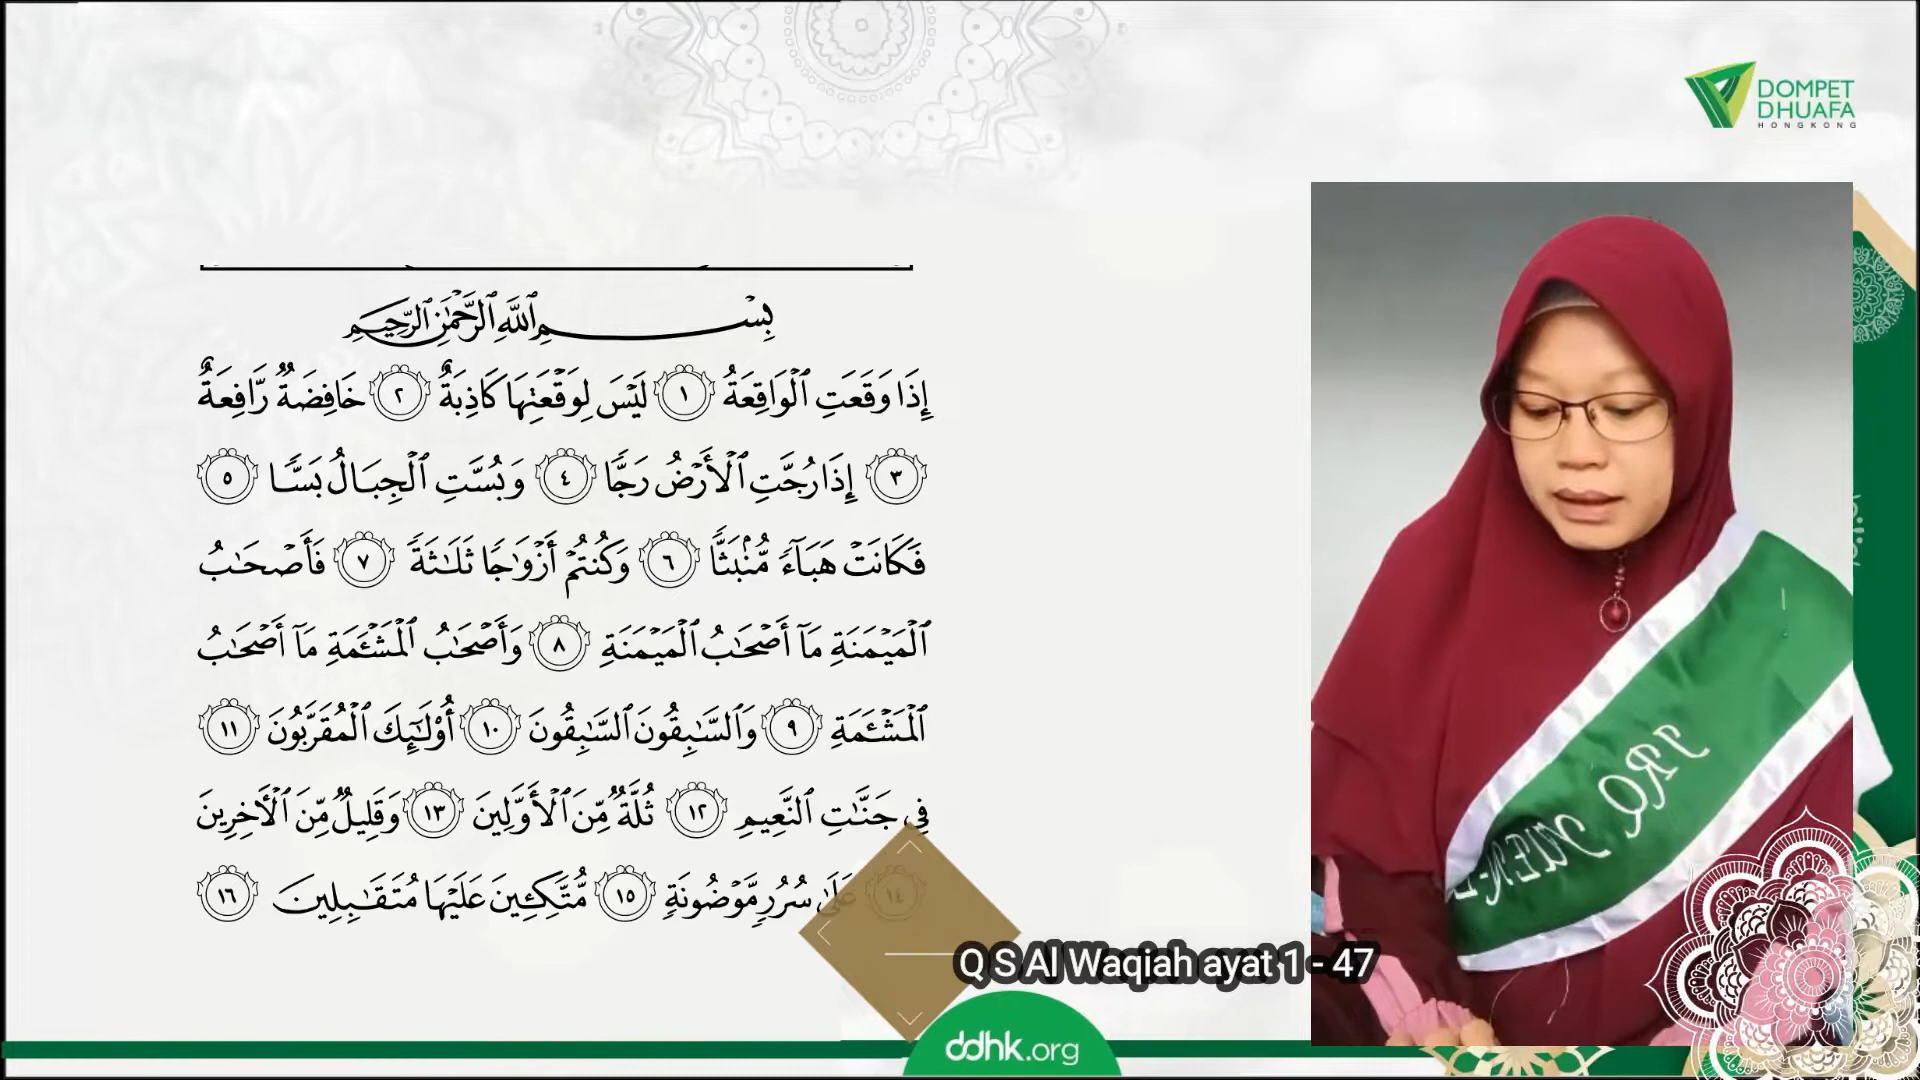 DOMPET
DHUAFA
HONGKONG
بِسْمِ ٱللَّهِ ٱلرَّحْمَٰنِ ٱلرَّحِيمِ
إِذَا وَقَعَتِ ٱلْوَاقِعَةُ ١ لَيْسَ لِوَقْعَتِهَا كَاذِبَةٌ ٢ خَافِضَةٌ رَّافِعَةٌ
٣ إِذَا رُجَّتِ ٱلْأَرْضُ رَجًّا ٤ وَبُسَّتِ ٱلْجِبَالُ بَسًّا ٥
فَكَانَتْ هَبَآءً مُّنۢبَثًّا ٦ وَكُنتُمْ أَزْوَٰجًا ثَلَٰثَةً ٧ فَأَصْحَٰبُ
ٱلْمَيْمَنَةِ مَآ أَصْحَٰبُ ٱلْمَيْمَنَةِ ٨ وَأَصْحَٰبُ ٱلْمَشْـَٔمَةِ مَآ أَصْحَٰبُ
ٱلْمَشْـَٔمَةِ ٩ وَٱلسَّٰبِقُونَ ٱلسَّٰبِقُونَ ١٠ أُو۟لَٰٓئِكَ ٱلْمُقَرَّبُونَ ١١
فِى جَنَّٰتِ ٱلنَّعِيمِ ١٢ ثُلَّةٌ مِّنَ ٱلْأَوَّلِينَ ١٣ وَقَلِيلٌ مِّنَ ٱلْـَٔاخِرِينَ
١٤ عَلَىٰ سُرُرٍ مَّوْضُونَةٍ ١٥ مُّتَّكِـِٔينَ عَلَيْهَا مُتَقَٰبِلِينَ ١٦
Q S Al Waqiah ayat 1 - 47
ddhk.org